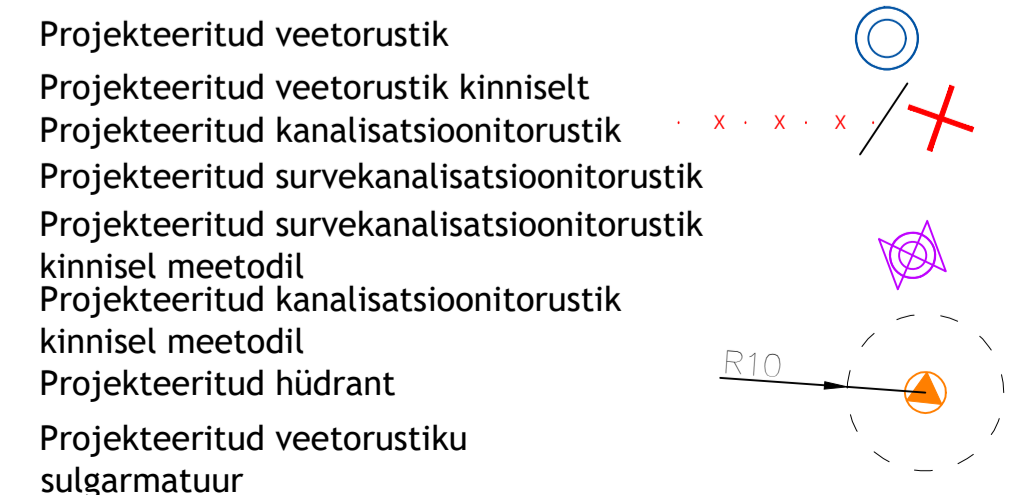 Projekteeritud veetorustik
Projekteeritud veetorustik kinniselt
Projekteeritud kanalisatsioonitorustik
X X X
Projekteeritud survekanalisatsioonitorustik
Projekteeritud survekanalisatsioonitorustik
kinnisel meetodil
Projekteeritud kanalisatsioonitorustik
kinnisel meetodil
R10
Projekteeritud hüdrant
Projekteeritud veetorustiku
sulgarmatuur